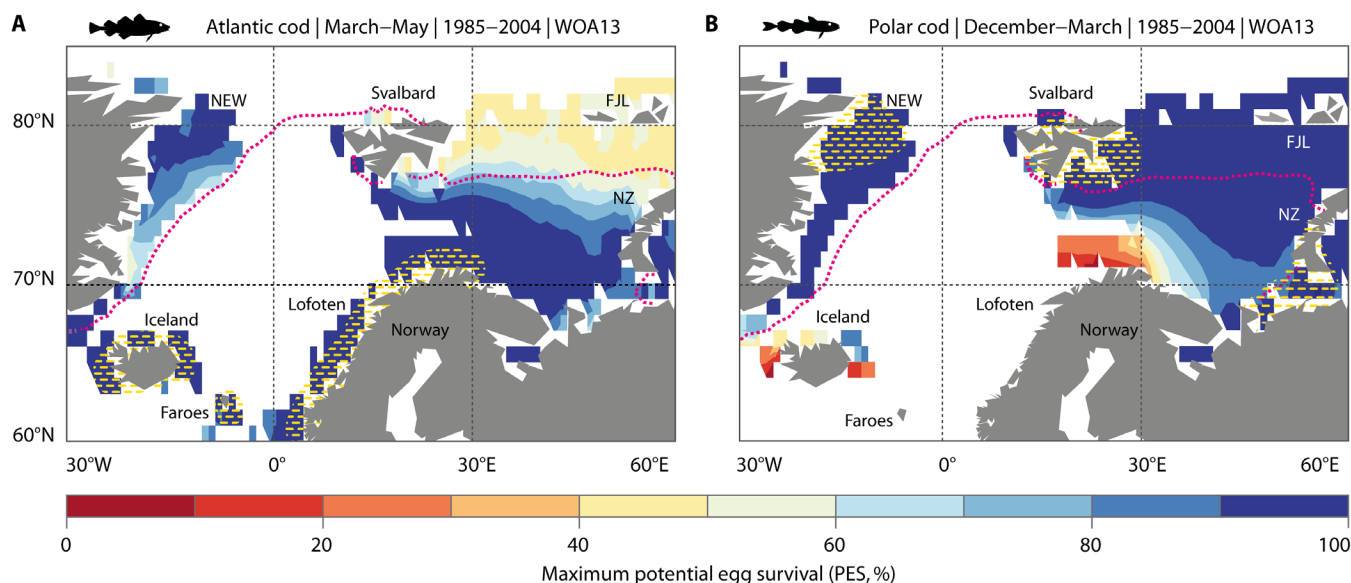 A
Atlantic cod | March–May | 1985–2004 | WOA13
B
Polar cod | December–March | 1985–2004 | WOA13
80°N
70°N
60°N
NEW
Svalbard
FJL
NZ
Lofoten
Iceland
Norway
Faroes
30°W
0°
30°E
60°E
NEW
Svalbard
FJL
NZ
Lofoten
Iceland
Norway
Faroes
30°W
0°
30°E
60°E
0
20
40
60
80
100
Maximum potential egg survival (PES, %)